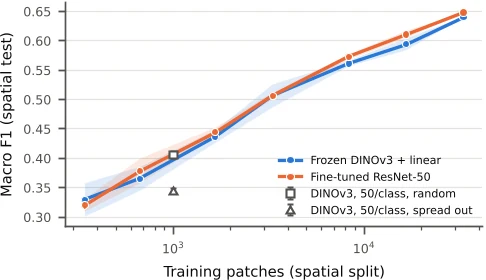 Macro F1 (spatial test)
0.65
0.60
0.55
0.50
0.45
0.40
0.35
0.30
Frozen DINOv3 + linear
Fine-tuned ResNet-50
DINOv3, 50/class, random
DINOv3, 50/class, spread out
10³
10⁴
Training patches (spatial split)